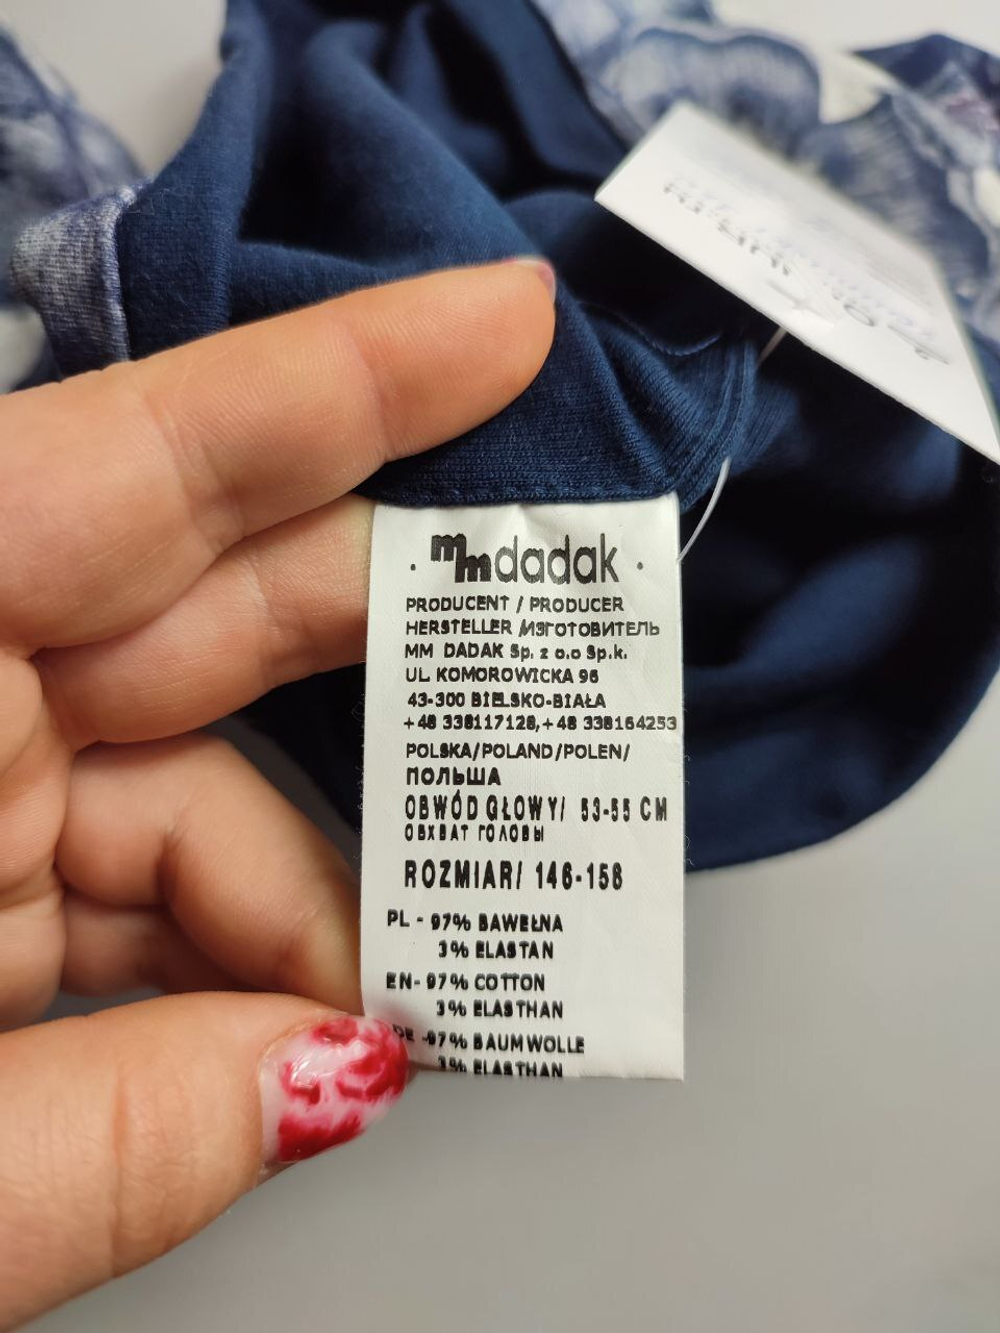 · mmdadak ·
PRODUCENT / PRODUCER
HERSTELLER /ИЗГОТОВИТЕЛЬ
MM DADAK Sp. z o.o Sp.k.
UL. KOMOROWICKA 96
43-300 BIELSKO-BIAŁA
+48 338117128,+48 338164253
POLSKA/POLAND/POLEN/
ПОЛЬША
OBWÓD GŁOWY/ 53-55 CM
ОБХВАТ ГОЛОВЫ
ROZMIAR/ 146-158
PL - 97% BAWEŁNA
3% ELASTAN
EN- 97% COTTON
3% ELASTHAN
DE -97% BAUMWOLLE
3% ELASTHAN